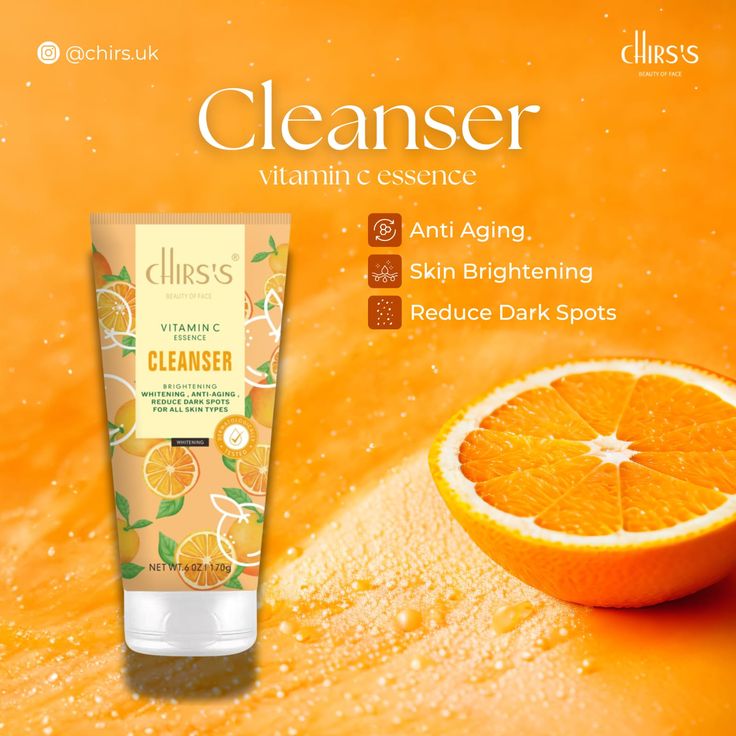 @chirs.uk
CHIRS'S
BEAUTY OF FACE
Cleanser
vitamin c essence
Anti Aging
Skin Brightening
Reduce Dark Spots
CHIRS'S®
BEAUTY OF FACE
VITAMIN C
ESSENCE
CLEANSER
BRIGHTENING
WHITENING, ANTI-AGING,
REDUCE DARK SPOTS
FOR ALL SKIN TYPES
WHITENING
DERMATOLOGICALLY
TESTED
NET WT.6 OZ | 170g